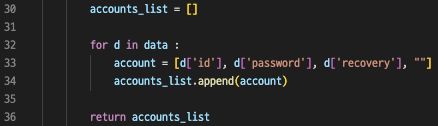 30 accounts_list = []
31
32 for d in data :
33 account = [d['id'], d['password'], d['recovery'], ""]
34 accounts_list.append(account)
35
36 return accounts_list